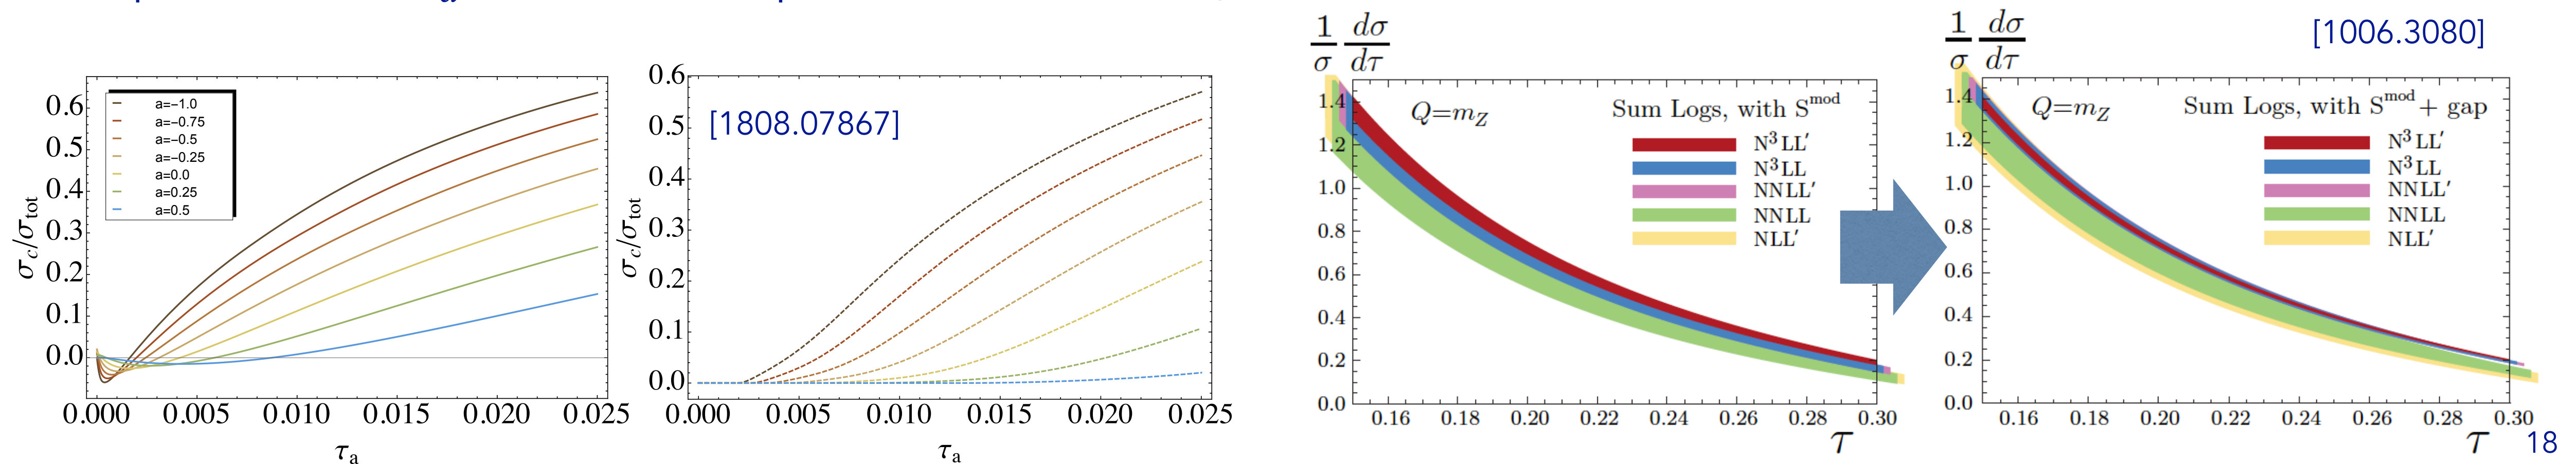 0.6
0.5
0.4
0.3
0.2
0.1
0.0
σc/σtot
a=−1.0
a=−0.75
a=−0.5
a=−0.25
a=0.0
a=0.25
a=0.5
0.000 0.005 0.010 0.015 0.020 0.025
τa
0.6
0.5
0.4
0.3
0.2
0.1
0.0
σc/σtot
[1808.07867]
0.000 0.005 0.010 0.015 0.020 0.025
τa
1/σ dσ/dτ
1.4
1.2
1.0
0.8
0.6
0.4
0.2
0.0
Q=mZ
Sum Logs, with Smod
N3LL′
N3LL
NNLL′
NNLL
NLL′
0.16 0.18 0.20 0.22 0.24 0.26 0.28 0.30
τ
1/σ dσ/dτ
[1006.3080]
1.4
1.2
1.0
0.8
0.6
0.4
0.2
0.0
Q=mZ
Sum Logs, with Smod + gap
N3LL′
N3LL
NNLL′
NNLL
NLL′
0.16 0.18 0.20 0.22 0.24 0.26 0.28 0.30
τ
18